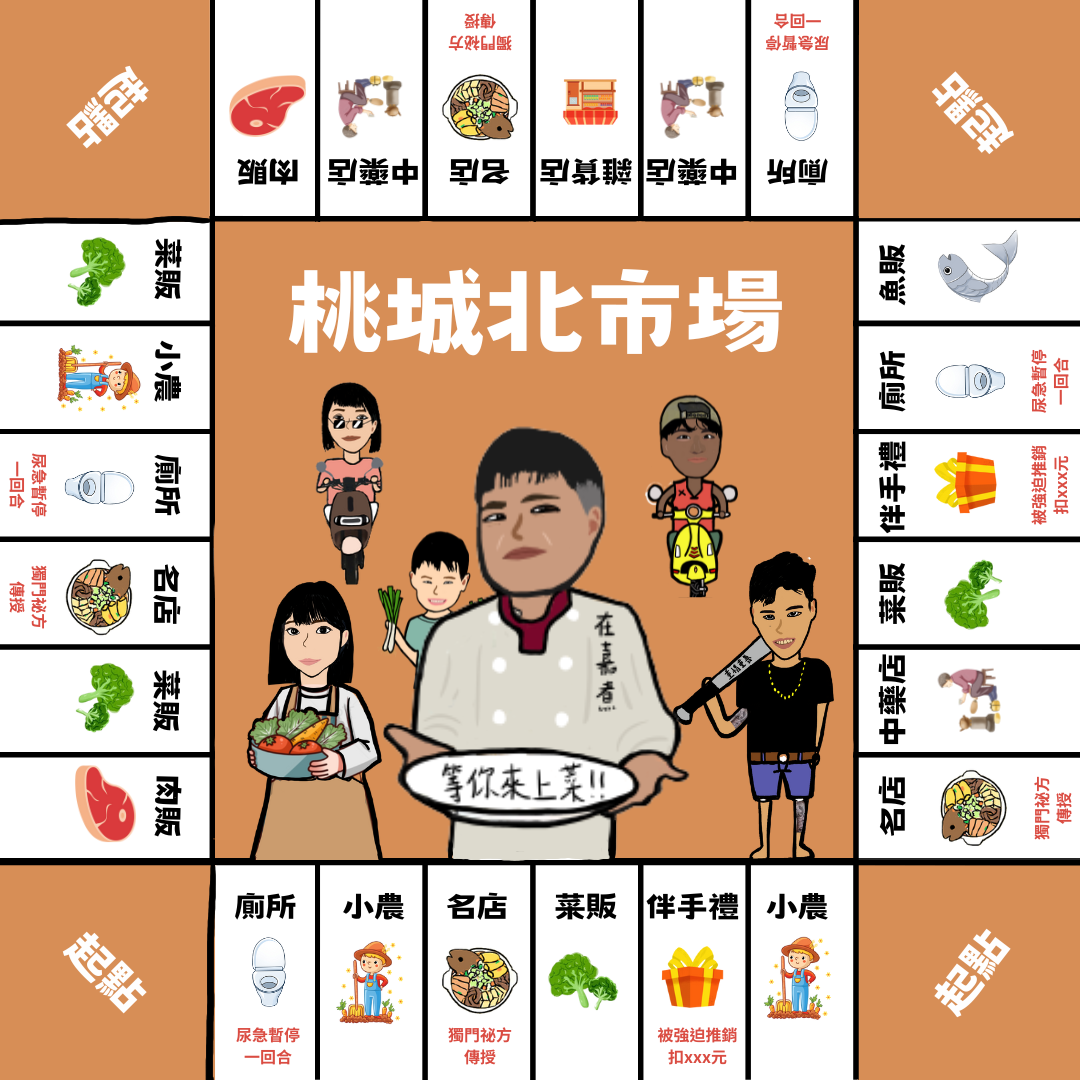 起點
肉販
中藥店
名店
獨門祕方
傳授
雜貨店
中藥店
廁所
尿急暫停
一回合
起點
魚販
廁所
尿急暫停
一回合
伴手禮
被強迫推銷
扣xxx元
菜販
中藥店
名店
獨門祕方
傳授
起點
小農
伴手禮
被強迫推銷
扣xxx元
菜販
名店
獨門祕方
傳授
小農
廁所
尿急暫停
一回合
起點
肉販
菜販
名店
獨門祕方
傳授
廁所
尿急暫停
一回合
小農
菜販
桃城北市場
在嘉者
等你來上菜!!